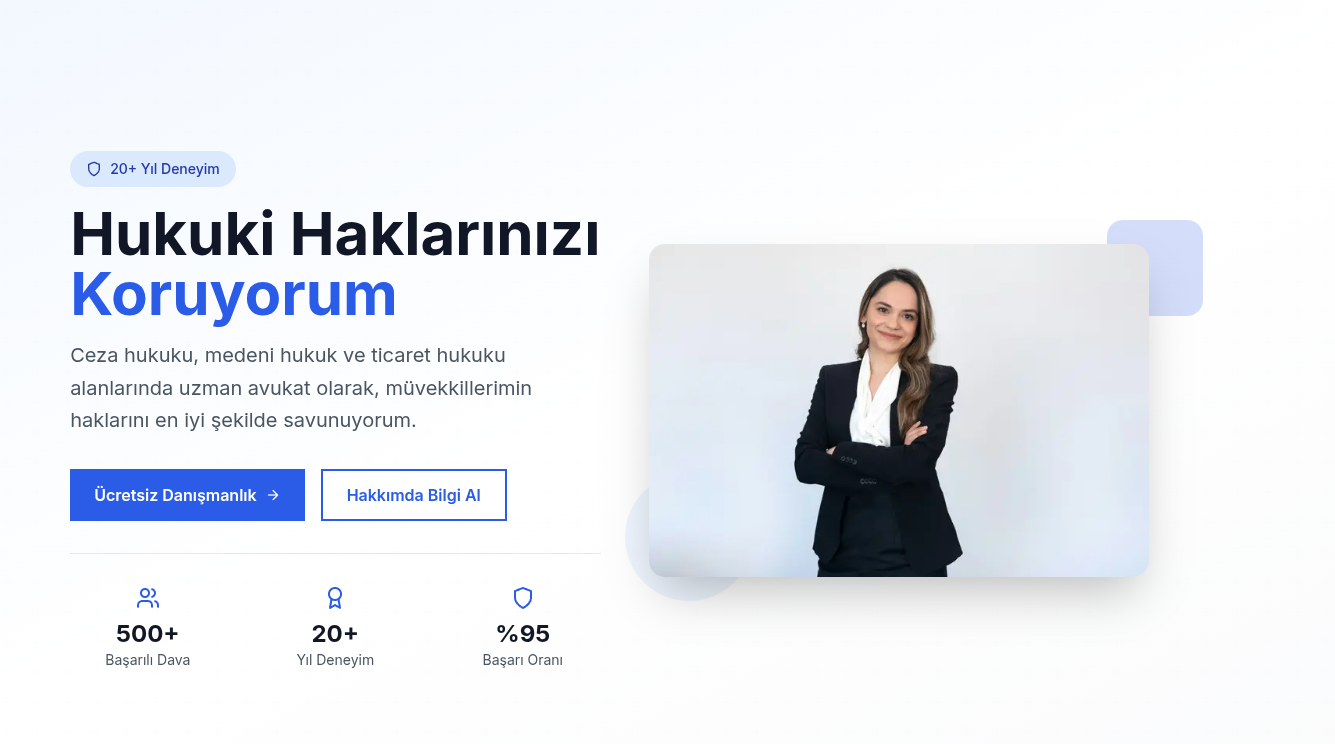 20+ Yıl Deneyim
Hukuki Haklarınızı
Koruyorum
Ceza hukuku, medeni hukuk ve ticaret hukuku
alanlarında uzman avukat olarak, müvekkillerimin
haklarını en iyi şekilde savunuyorum.
Ücretsiz Danışmanlık
Hakkımda Bilgi Al
500+
Başarılı Dava
20+
Yıl Deneyim
%95
Başarı Oranı